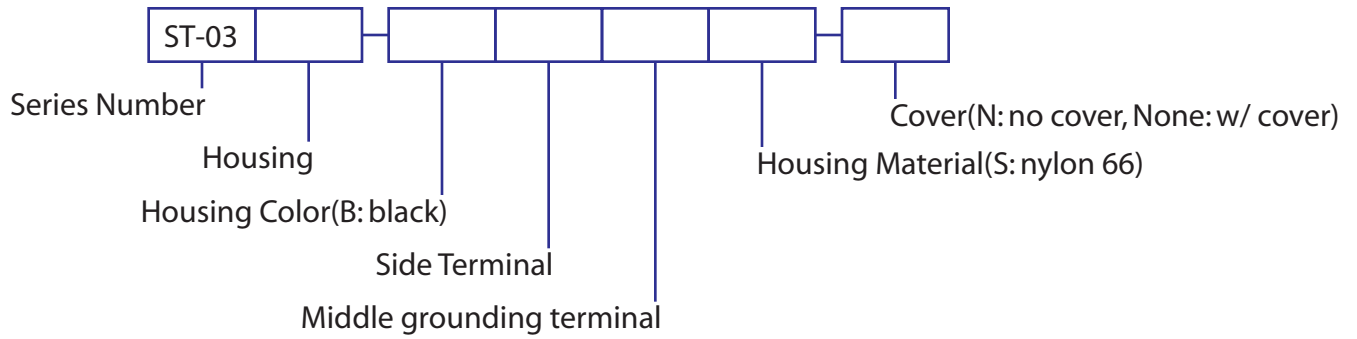 ST-03
Series Number
Cover(N: no cover, None: w/ cover)
Housing
Housing Material(S: nylon 66)
Housing Color(B: black)
Side Terminal
Middle grounding terminal